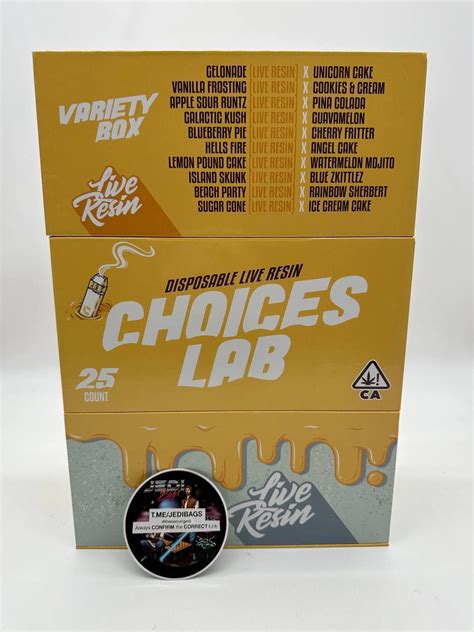 GELONADE [LIVE RESIN] X UNICORN CAKE
VANILLA FROSTING [LIVE RESIN] X COOKIES & CREAM
APPLE SOUR RUNTZ [LIVE RESIN] X PINA COLADA
GALACTIC KUSH [LIVE RESIN] X GUAVAMELON
BLUEBERRY PIE [LIVE RESIN] X CHERRY FRITTER
HELLS FIRE [LIVE RESIN] X ANGEL CAKE
LEMON POUND CAKE [LIVE RESIN] X WATERMELON MOJITO
ISLAND SKUNK [LIVE RESIN] X BLUE ZKITTLEZ
BEACH PARTY [LIVE RESIN] X RAINBOW SHERBERT
SUGAR CONE [LIVE RESIN] X ICE CREAM CAKE
VARIETY
BOX
Live
Resin
DISPOSABLE LIVE RESIN
CHOICES
LAB
25
COUNT
CA
Live
Resin
JEDI
T.ME/JEDIBAGS
Always CONFIRM the CORRECT Link